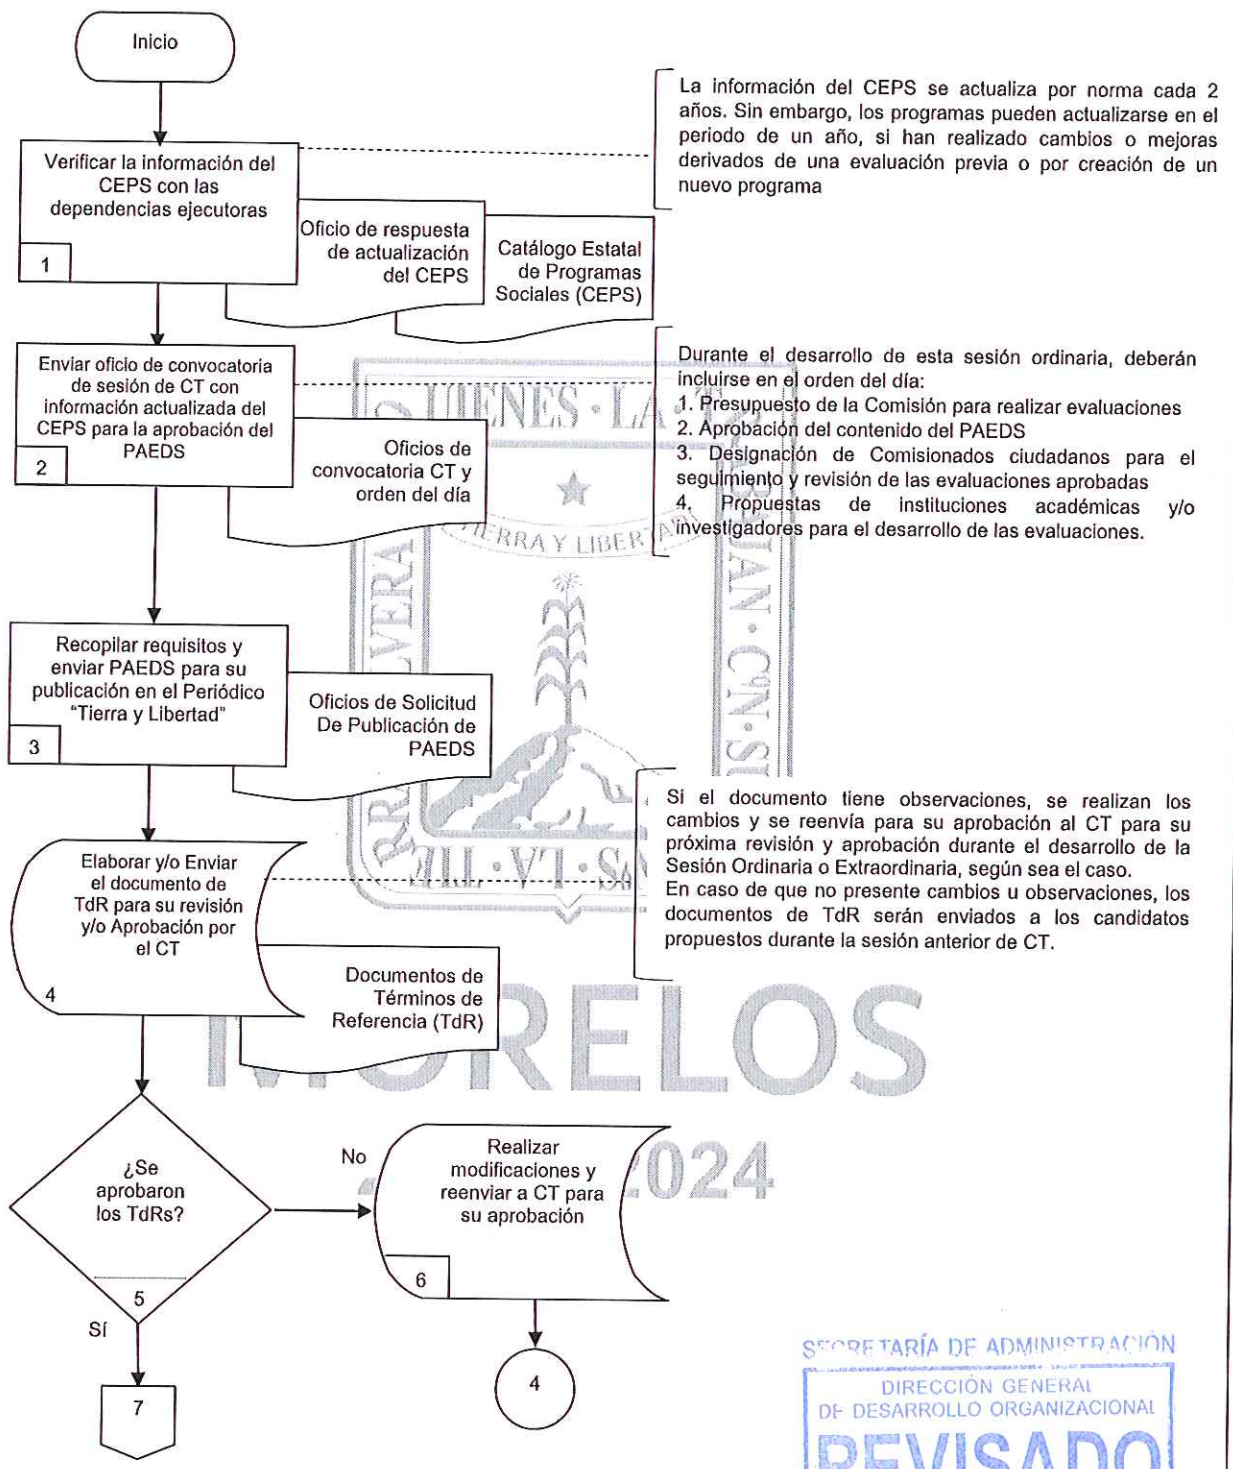 Inicio
La información del CEPS se actualiza por norma cada 2
años. Sin embargo, los programas pueden actualizarse en el
periodo de un año, si han realizado cambios o mejoras
derivados de una evaluación previa o por creación de un
nuevo programa
Verificar la información del
CEPS con las
dependencias ejecutoras
1
Oficio de respuesta
de actualización
del CEPS
Catálogo Estatal
de Programas
Sociales (CEPS)
Enviar oficio de convocatoria
de sesión de CT con
información actualizada del
CEPS para la aprobación del
PAEDS
2
Oficios de
convocatoria CT y
orden del día
Durante el desarrollo de esta sesión ordinaria, deberán
incluirse en el orden del día:
1. Presupuesto de la Comisión para realizar evaluaciones
2. Aprobación del contenido del PAEDS
3. Designación de Comisionados ciudadanos para el
seguimiento y revisión de las evaluaciones aprobadas
4. Propuestas de instituciones académicas y/o
investigadores para el desarrollo de las evaluaciones.
TIERRA Y LIBERTAD
Recopilar requisitos y
enviar PAEDS para su
publicación en el Periódico
“Tierra y Libertad”
3
Oficios de Solicitud
De Publicación de
PAEDS
Elaborar y/o Enviar
el documento de
TdR para su revisión
y/o Aprobación por
el CT
4
Documentos de
Términos de
Referencia (TdR)
Si el documento tiene observaciones, se realizan los
cambios y se reenvía para su aprobación al CT para su
próxima revisión y aprobación durante el desarrollo de la
Sesión Ordinaria o Extraordinaria, según sea el caso.
En caso de que no presente cambios u observaciones, los
documentos de TdR serán enviados a los candidatos
propuestos durante la sesión anterior de CT.
MORELOS
2024
¿Se
aprobaron
los TdRs?
5
No
Realizar
modificaciones y
reenviar a CT para
su aprobación
6
Sí
7
4
SECRETARÍA DE ADMINISTRACIÓN
DIRECCIÓN GENERAL
DE DESARROLLO ORGANIZACIONAL
REVISADO